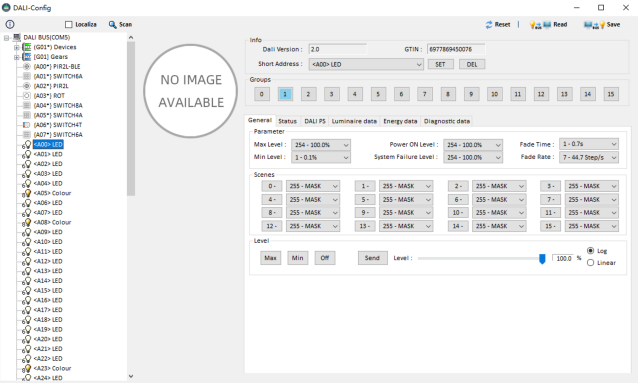 DALI-Config
Localiza Scan Reset Read Save
DALI BUS(COM5)
(G01*) Devices
[G01] Gears
(A00*) PIR2L-BLE
(A01*) SWITCH6A
(A02*) PIR2L
(A03*) ROT
(A04*) SWITCH8A
(A05*) SWITCH4A
(A06*) SWITCH4T
(A07*) SWITCH6A
<A00> LED
<A01> LED
<A02> LED
<A03> LED
<A04> LED
<A05> Colour
<A06> LED
<A07> LED
<A08> Colour
<A09> LED
<A10> LED
<A11> LED
<A12> LED
<A13> LED
<A14> LED
<A15> LED
<A16> LED
<A17> LED
<A18> LED
<A19> LED
<A20> LED
<A21> LED
<A22> LED
<A23> Colour
<A24> LED
NO IMAGE
AVAILABLE
Info
Dali Version : 2.0 GTIN : 6977869450076
Short Address : <A00> LED SET DEL
Groups
0 1 2 3 4 5 6 7 8 9 10 11 12 13 14 15
General Status DALI PS Luminaire data Energy data Diagnostic data
Parameter
Max Level : 254 - 100.0% Power ON Level : 254 - 100.0% Fade Time : 1 - 0.7s
Min Level : 1 - 0.1% System Failure Level : 254 - 100.0% Fade Rate : 7 - 44.7 Step/s
Scenes
0 - 255 - MASK 1 - 255 - MASK 2 - 255 - MASK 3 - 255 - MASK
4 - 255 - MASK 5 - 255 - MASK 6 - 255 - MASK 7 - 255 - MASK
8 - 255 - MASK 9 - 255 - MASK 10 - 255 - MASK 11 - 255 - MASK
12 - 255 - MASK 13 - 255 - MASK 14 - 255 - MASK 15 - 255 - MASK
Level
Max Min Off Send Level : 100.0 % Log
Linear